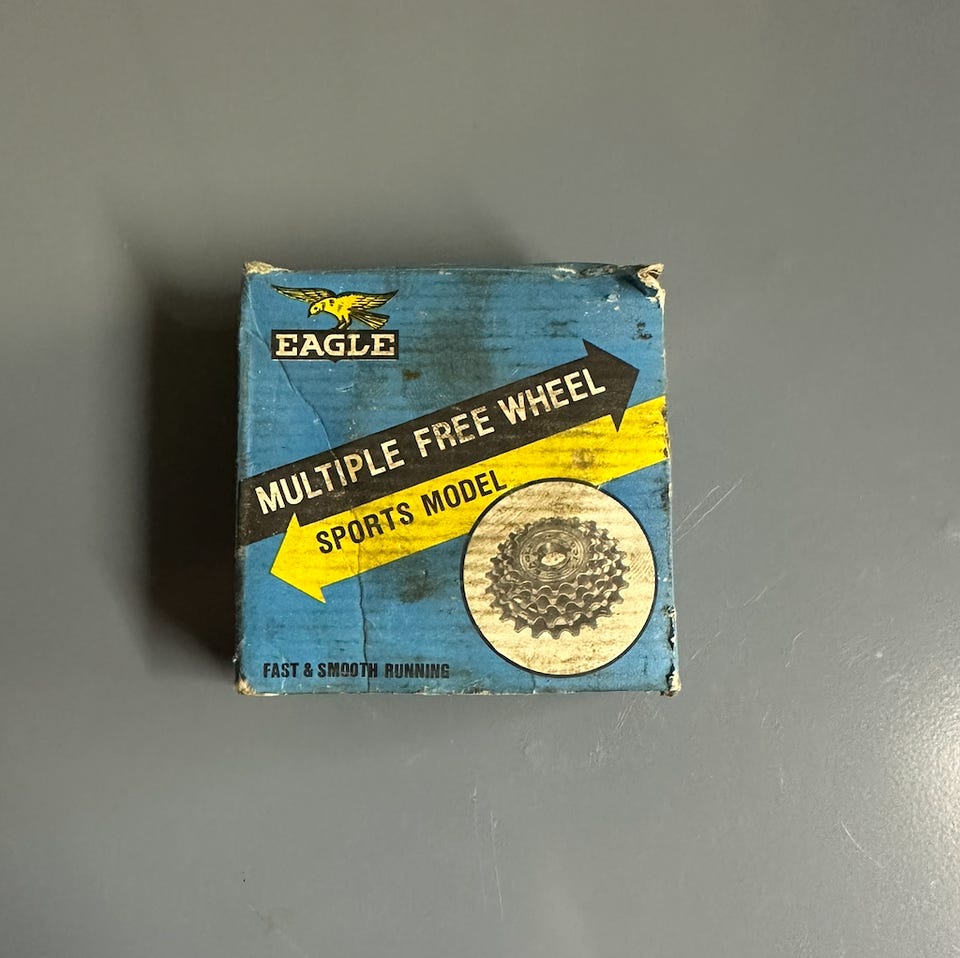 EAGLE
MULTIPLE FREE WHEEL
SPORTS MODEL
FAST & SMOOTH RUNNING